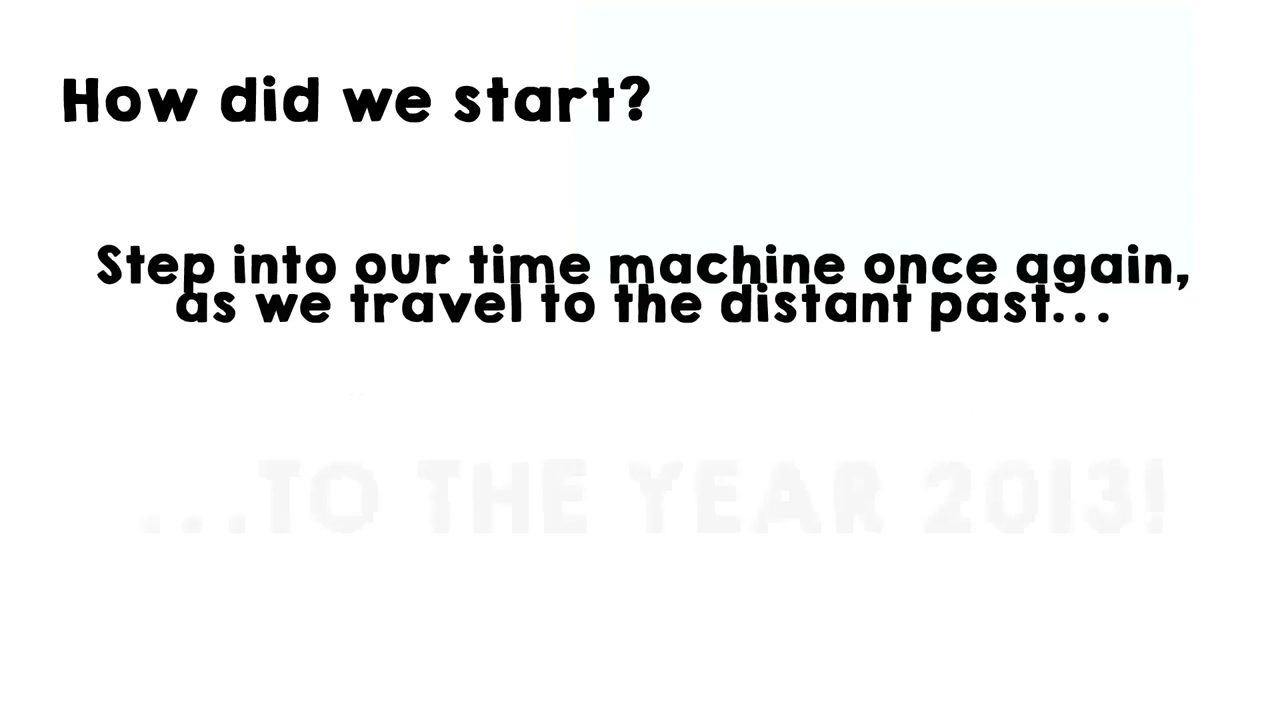 How did we start?
Step into our time machine once again,
as we travel to the distant past...
...TO THE YEAR 2013!